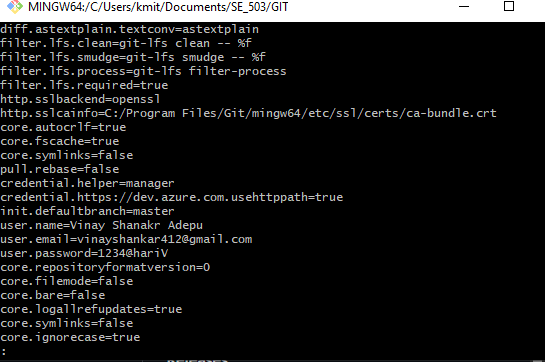 MINGW64:/C/Users/kmit/Documents/SE_503/GIT
diff.astextplain.textconv=astextplain
filter.lfs.clean=git-lfs clean -- %f
filter.lfs.smudge=git-lfs smudge -- %f
filter.lfs.process=git-lfs filter-process
filter.lfs.required=true
http.sslbackend=openssl
http.sslcainfo=C:/Program Files/Git/mingw64/etc/ssl/certs/ca-bundle.crt
core.autocrlf=true
core.fscache=true
core.symlinks=false
pull.rebase=false
credential.helper=manager
credential.https://dev.azure.com.usehttppath=true
init.defaultbranch=master
user.name=Vinay Shanakr Adepu
user.email=vinayshankar412@gmail.com
user.password=1234@hariV
core.repositoryformatversion=0
core.filemode=false
core.bare=false
core.logallrefupdates=true
core.symlinks=false
core.ignorecase=true
: